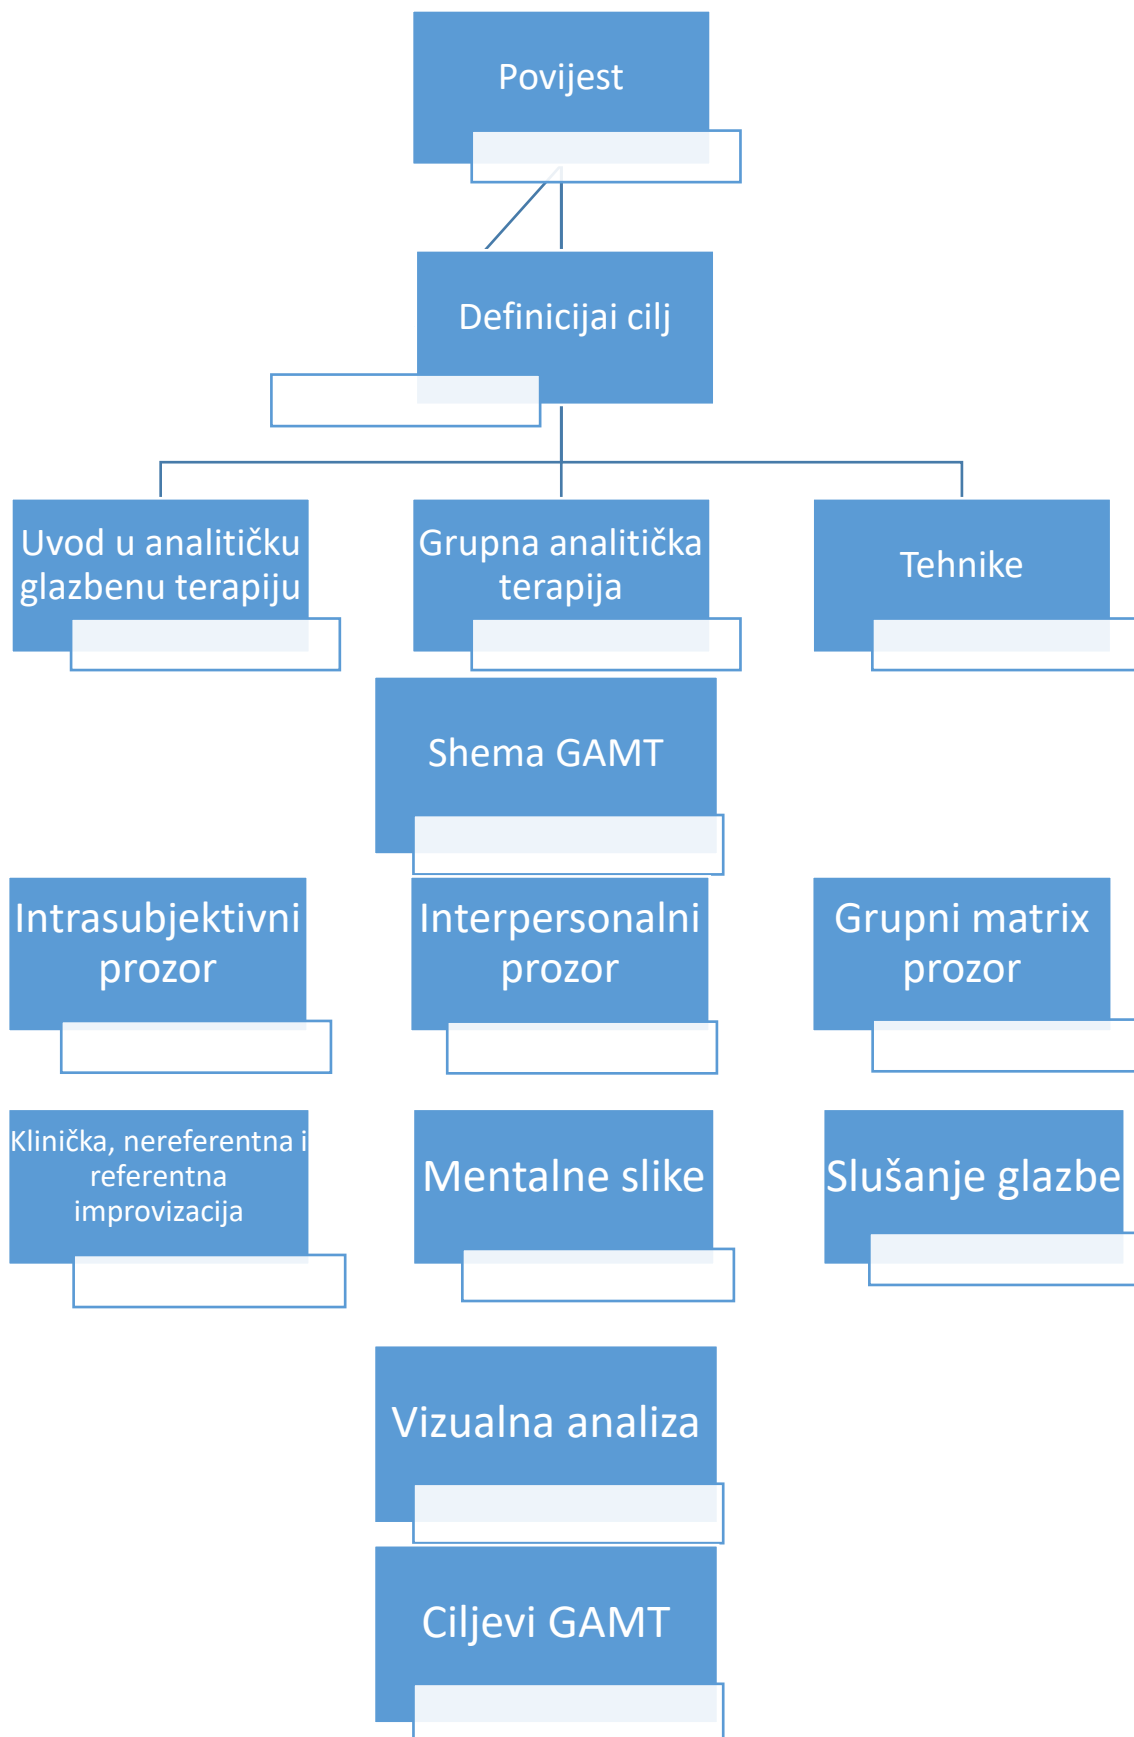 Povijest
Definicijai cilj
Uvod u analitičku
glazbenu terapiju
Grupna analitička
terapija
Tehnike
Shema GAMT
Intrasubjektivni
prozor
Interpersonalni
prozor
Grupni matrix
prozor
Klinička, nereferentna i
referentna
improvizacija
Mentalne slike
Slušanje glazbe
Vizualna analiza
Ciljevi GAMT